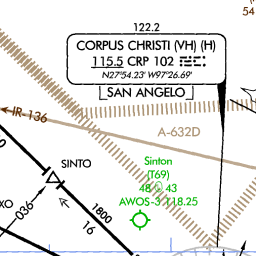 122.2
54
CORPUS CHRISTI (VH) (H)
115.5 CRP 102
N27°54.23' W97°26.69'
SAN ANGELO
IR-136
A-632D
SINTO
Sinton
(T69)
48 43
AWOS-3 118.25
XO
036
1800
16